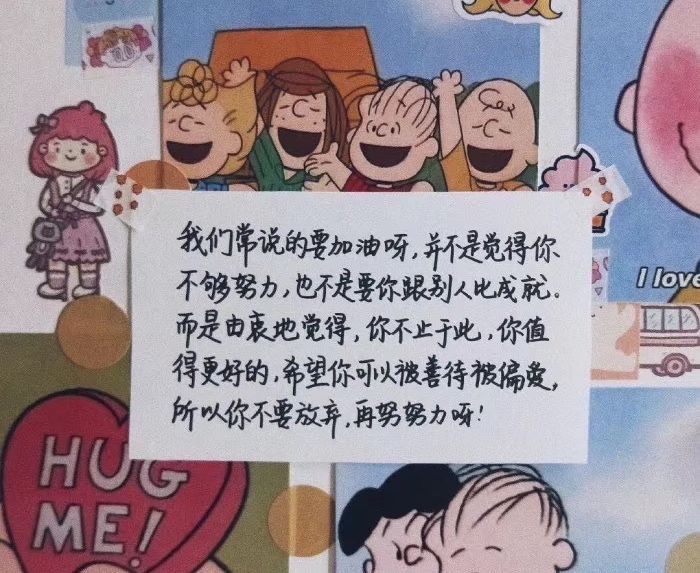 我们常说的要加油呀，并不是觉得你
不够努力，也不是要你跟别人比成就。
而是由衷地觉得，你不止于此，你值
得更好的，希望你可以被善待被偏爱，
所以你不要放弃，再努努力呀！
I love
HUG
ME!